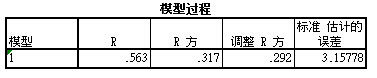 模型过程
模型 R R 方 调整 R 方 标准 估计的误差
1 .563 .317 .292 3.15778